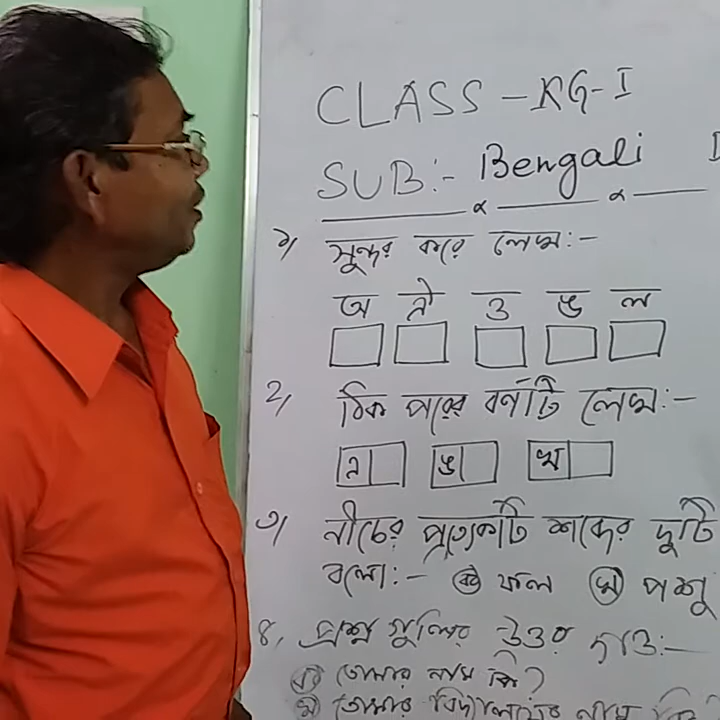 CLASS - KG-I
SUB:- Bengali
১) সুন্দর করে লেখ:-
অ ঐ ও ঙ ল
২) ঠিক পরের বর্ণটি লেখ:-
ঙ খ
৩) নীচের প্রত্যেকটি শব্দের দুটি
বলো:- ক ফল খ পশু
৪. প্রশ্ন গুলির উত্তর দাও:-
ক তোমার নাম কি?
খ তোমার বিদ্যালয়ের নাম কি